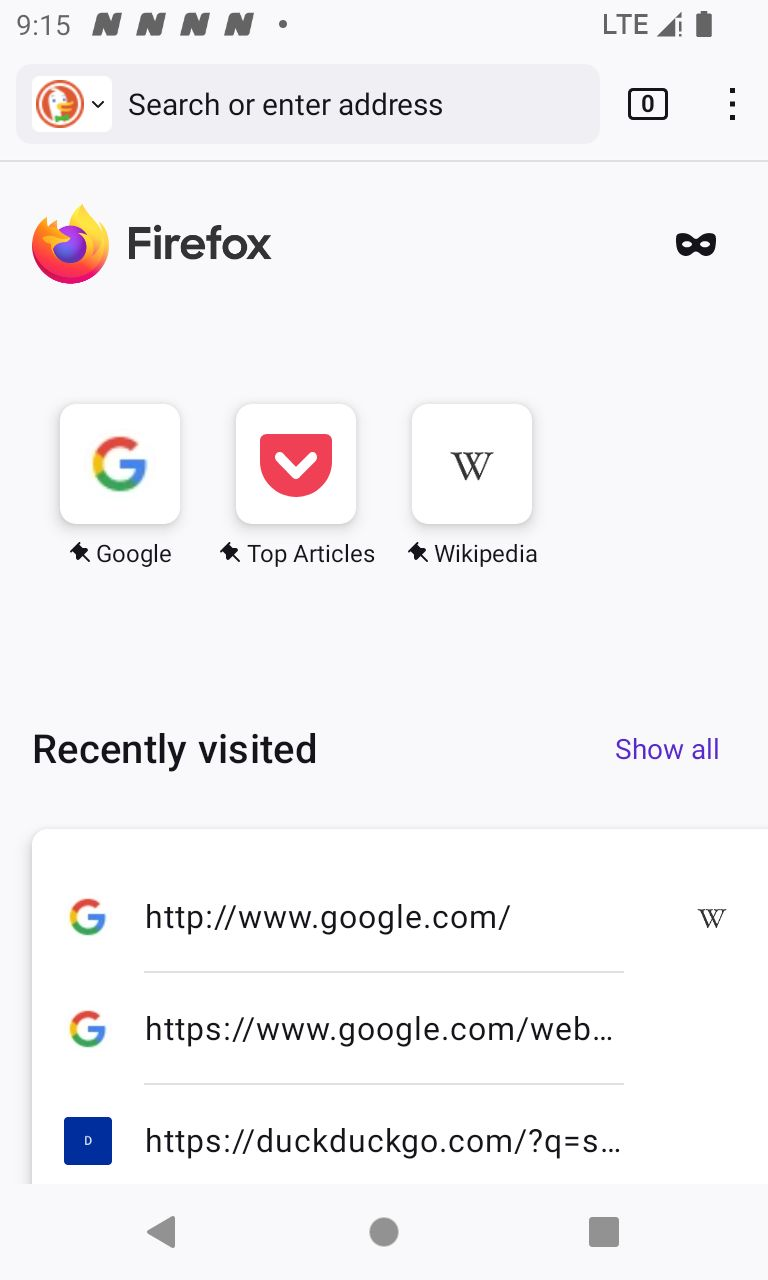 9:15
LTE
Search or enter address
0
Firefox
Google
Top Articles
W
Wikipedia
Recently visited
Show all
http://www.google.com/
W
https://www.google.com/web…
D
https://duckduckgo.com/?q=s…